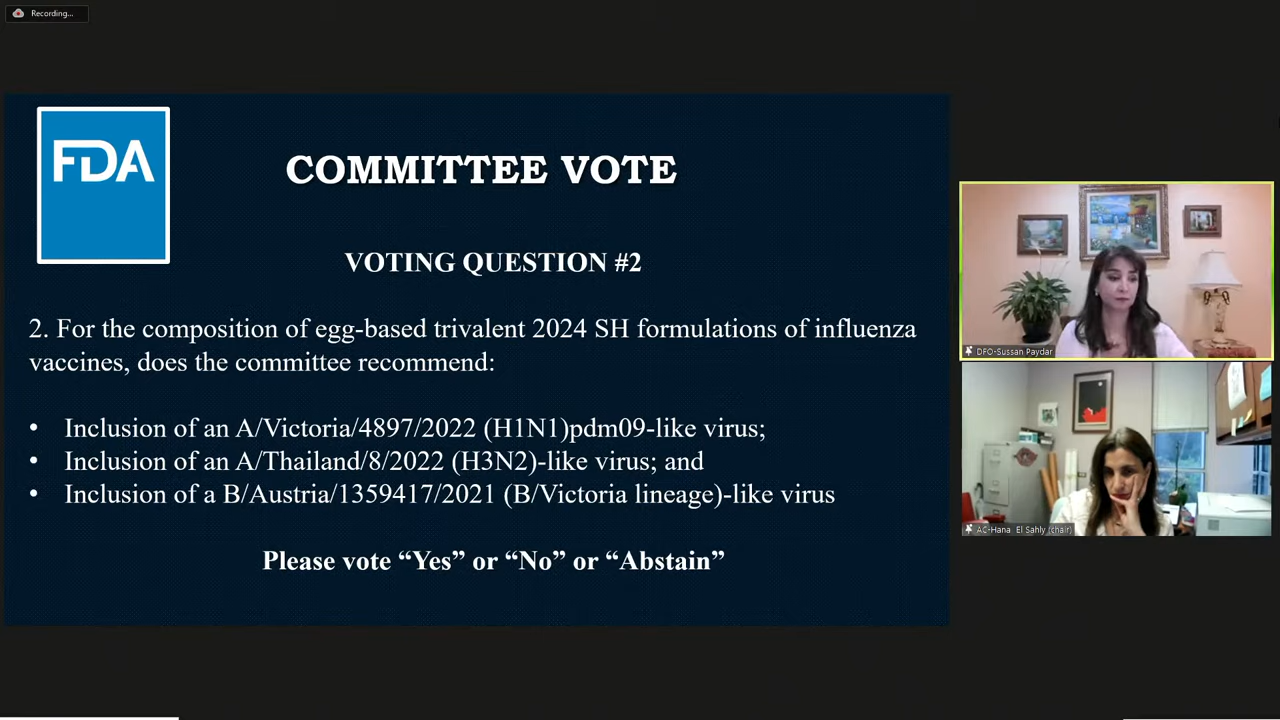 Recording...
FDA
COMMITTEE VOTE
VOTING QUESTION #2
2. For the composition of egg-based trivalent 2024 SH formulations of influenza
vaccines, does the committee recommend:
• Inclusion of an A/Victoria/4897/2022 (H1N1)pdm09-like virus;
• Inclusion of an A/Thailand/8/2022 (H3N2)-like virus; and
• Inclusion of a B/Austria/1359417/2021 (B/Victoria lineage)-like virus
Please vote “Yes” or “No” or “Abstain”
DFO-Sussan Paydar
AC-Hana El Sahly (chair)